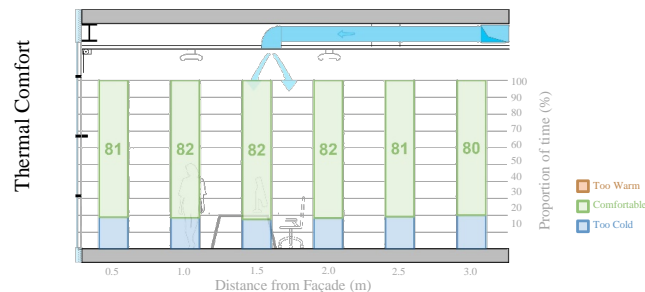 Thermal Comfort
100
90
80
70
60
50
40
30
20
10
Proportion of time (%)
81 82 82 82 81 80
Too Warm
Comfortable
Too Cold
0.5 1.0 1.5 2.0 2.5 3.0
Distance from Façade (m)